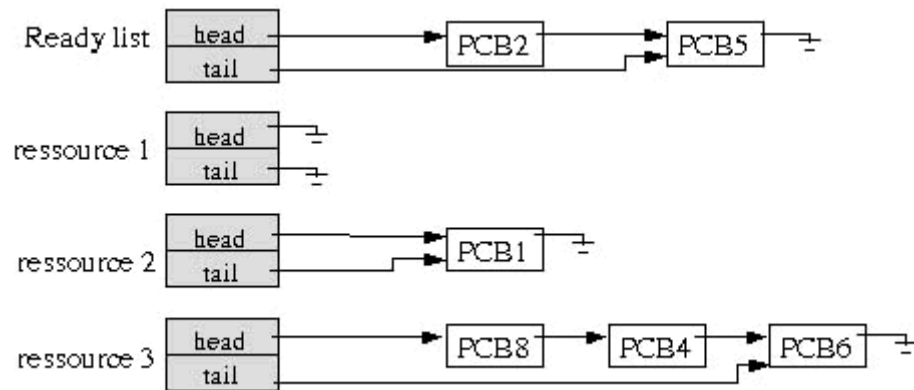 Ready list
head
tail
PCB2
PCB5
ressource 1
head
tail
ressource 2
head
tail
PCB1
ressource 3
head
tail
PCB8
PCB4
PCB6